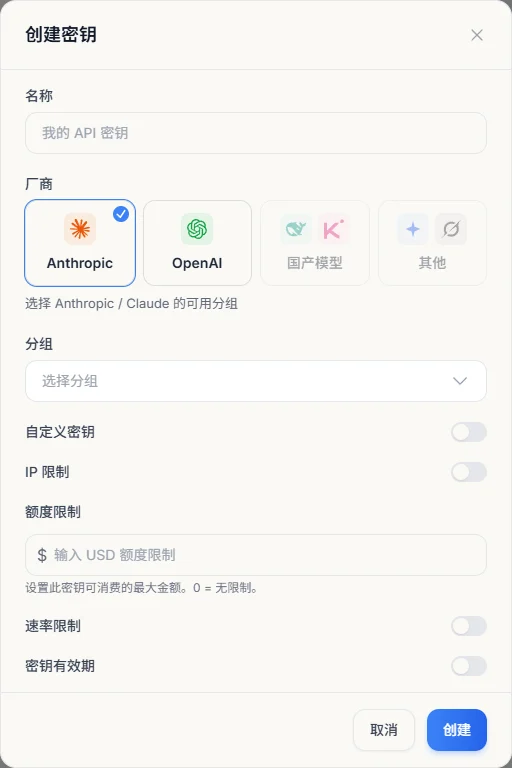 创建密钥
名称
我的 API 密钥
厂商
Anthropic
OpenAI
国产模型
其他
选择 Anthropic / Claude 的可用分组
分组
选择分组
自定义密钥
IP 限制
额度限制
$ 输入 USD 额度限制
设置此密钥可消费的最大金额。0 = 无限制。
速率限制
密钥有效期
取消
创建